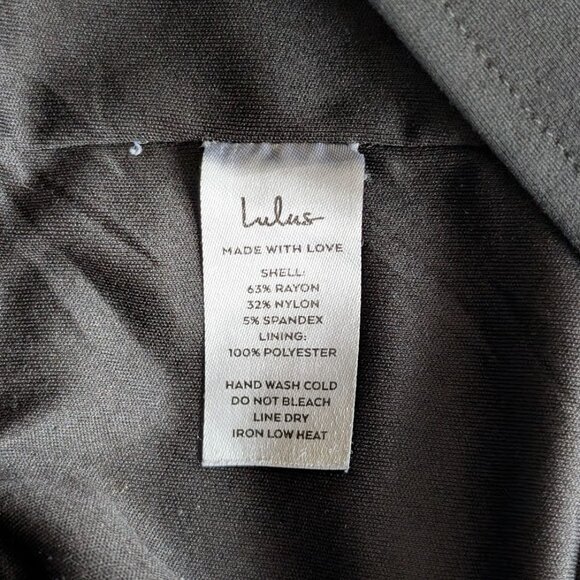 Lulus
MADE WITH LOVE
SHELL:
63% RAYON
32% NYLON
5% SPANDEX
LINING:
100% POLYESTER
HAND WASH COLD
DO NOT BLEACH
LINE DRY
IRON LOW HEAT